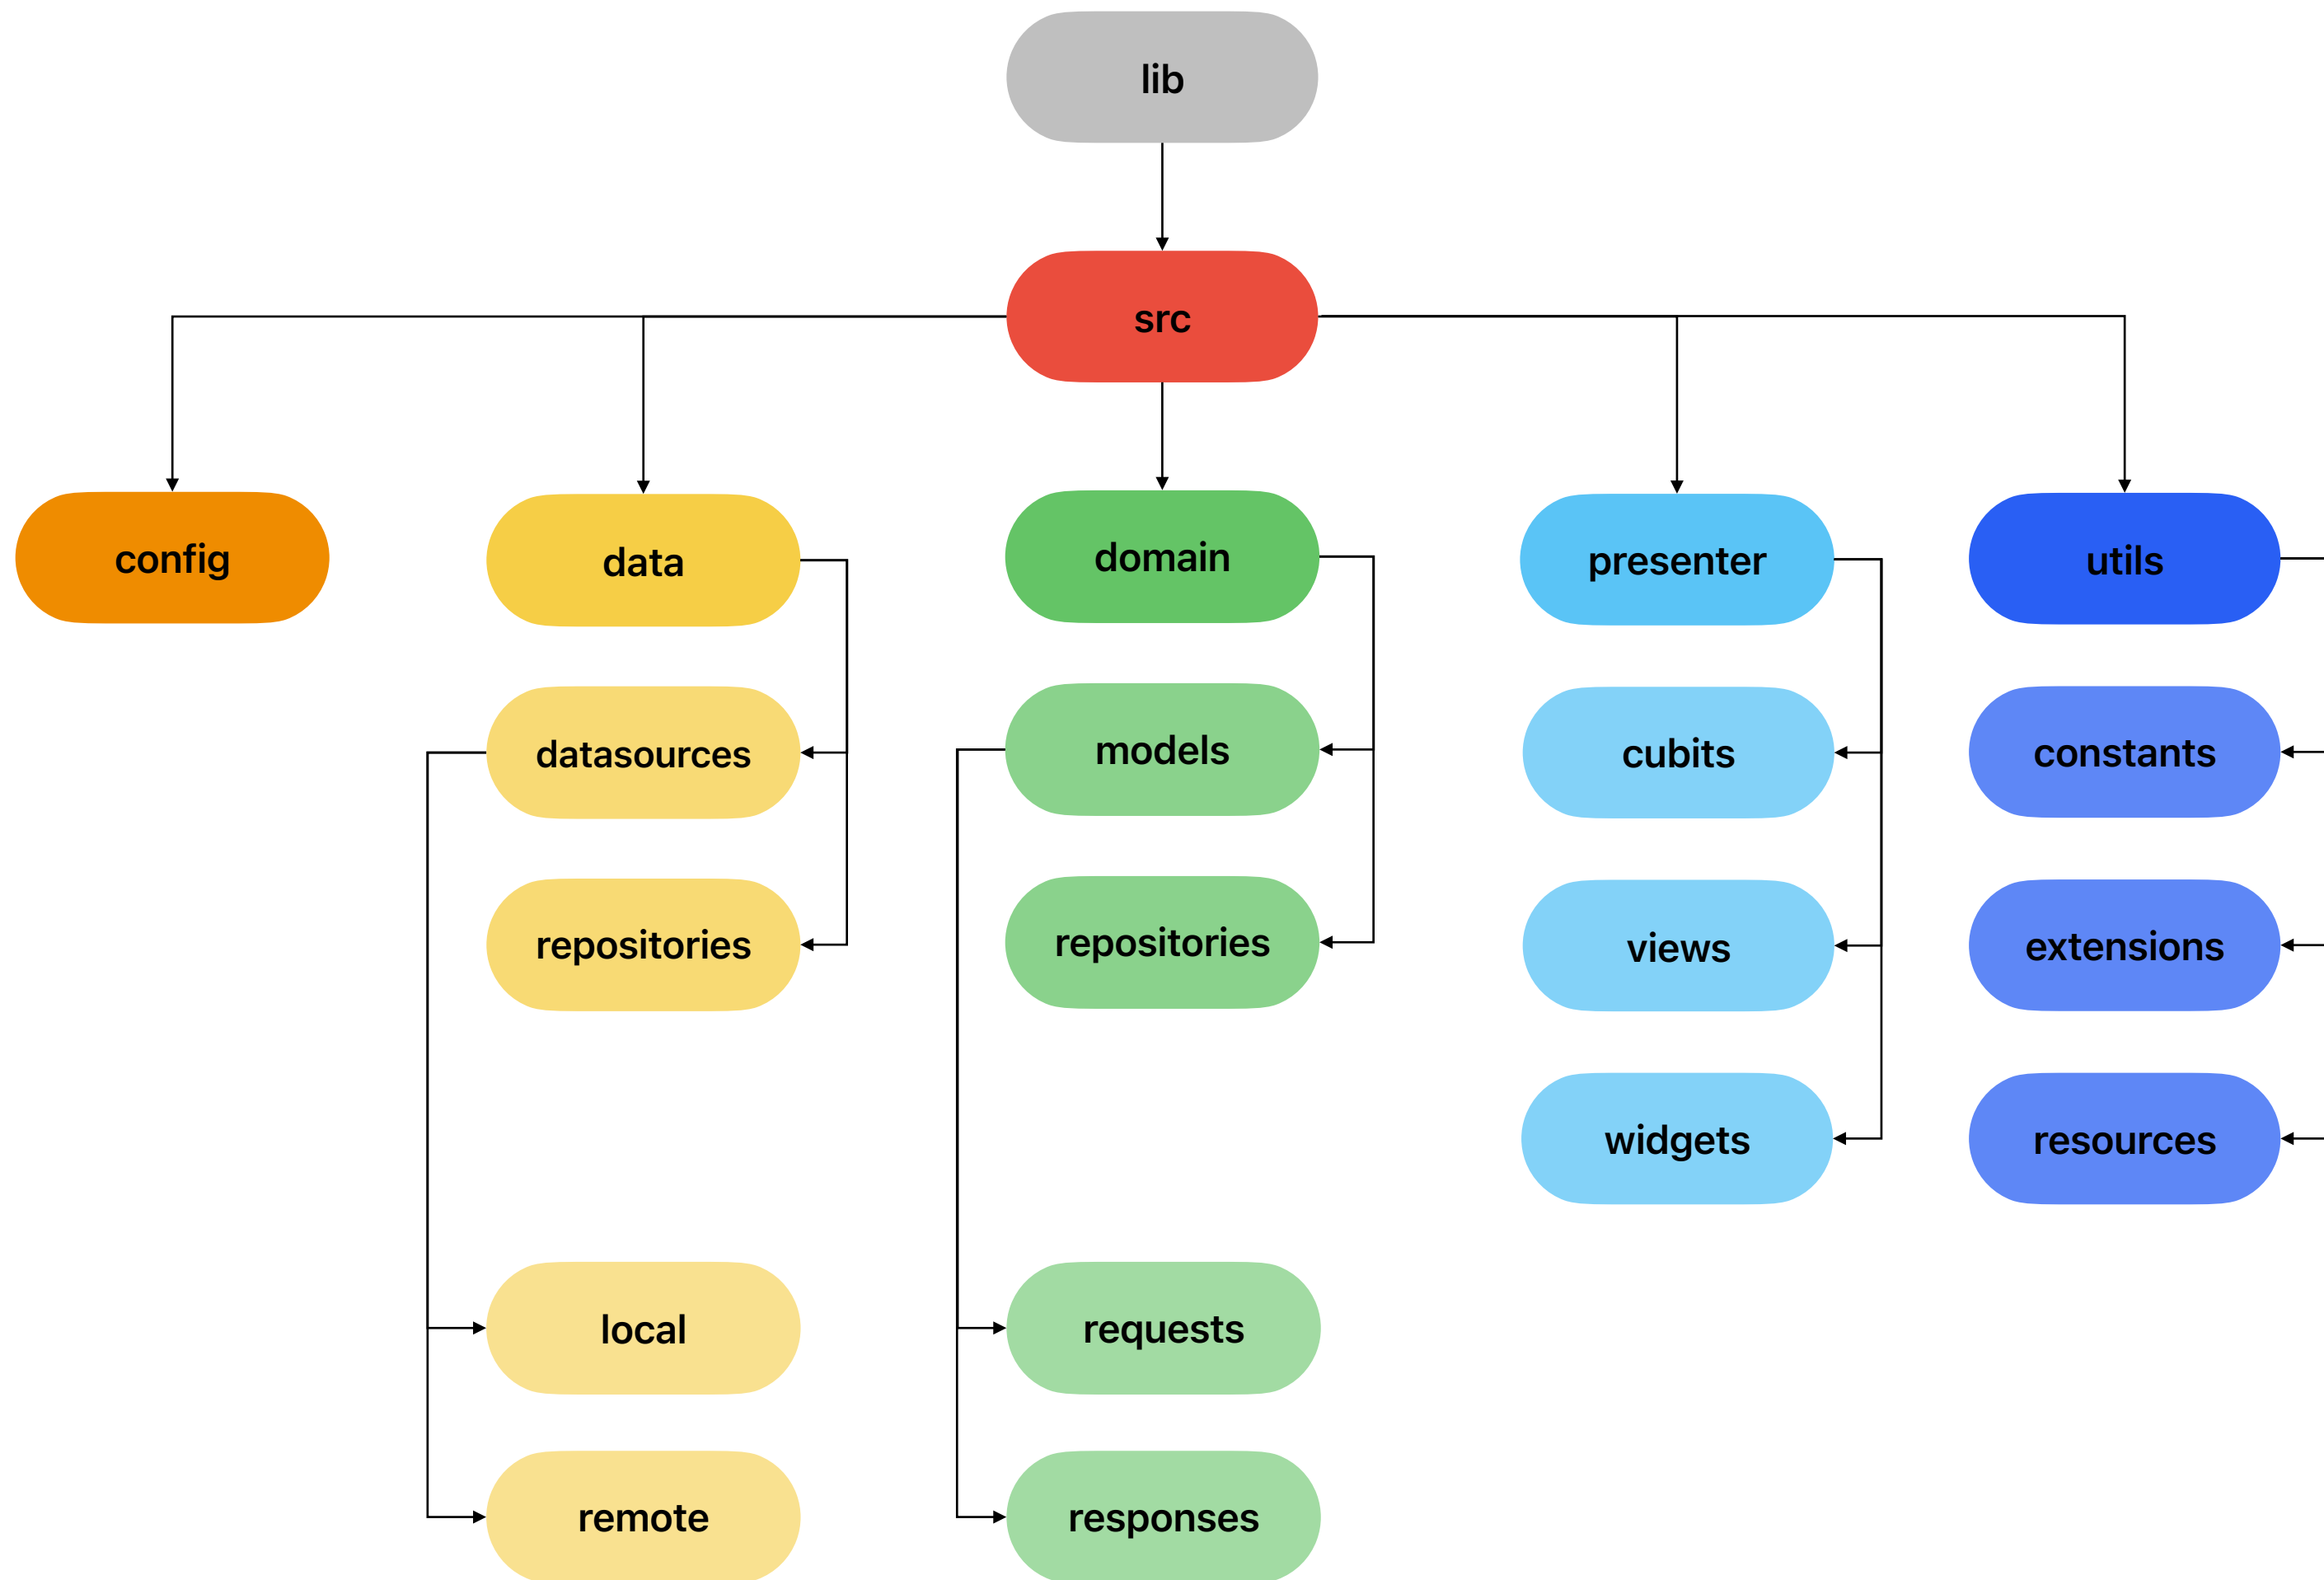 lib
src
config
data
domain
presenter
utils
datasources
models
cubits
constants
repositories
repositories
views
extensions
widgets
resources
local
requests
remote
responses